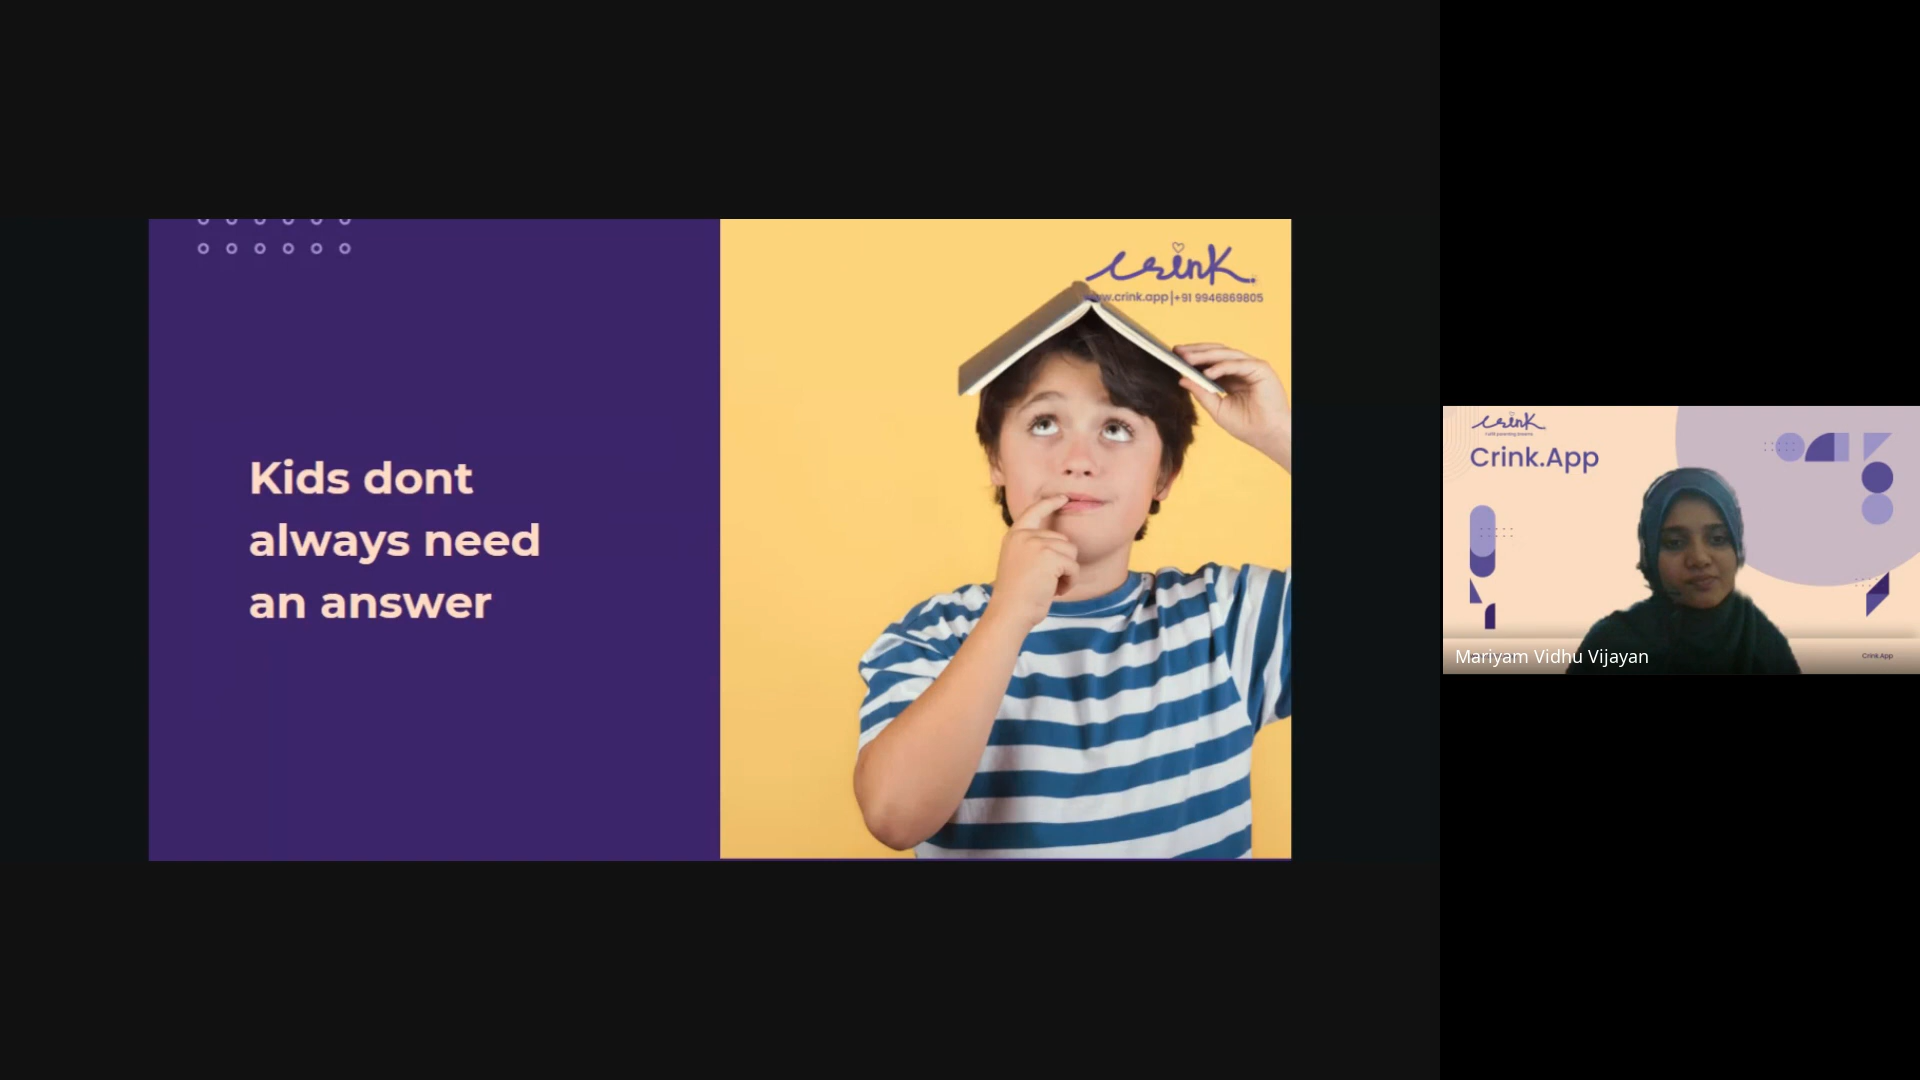 Kids dont
always need
an answer
crink.
.crink.app|+91 9946869805
crink
Crink.App
Mariyam Vidhu Vijayan
Crink.App